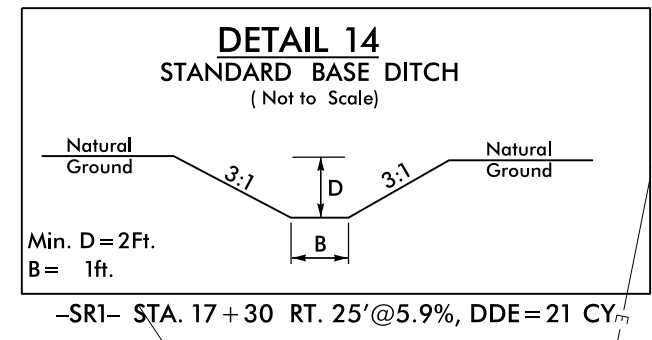 DETAIL 14
STANDARD BASE DITCH
( Not to Scale)
Natural
Ground
3:1
D
3:1
Natural
Ground
B
Min. D = 2Ft.
B = 1ft.
–SR1– STA. 17 + 30 RT. 25'@5.9%, DDE = 21 CY
E